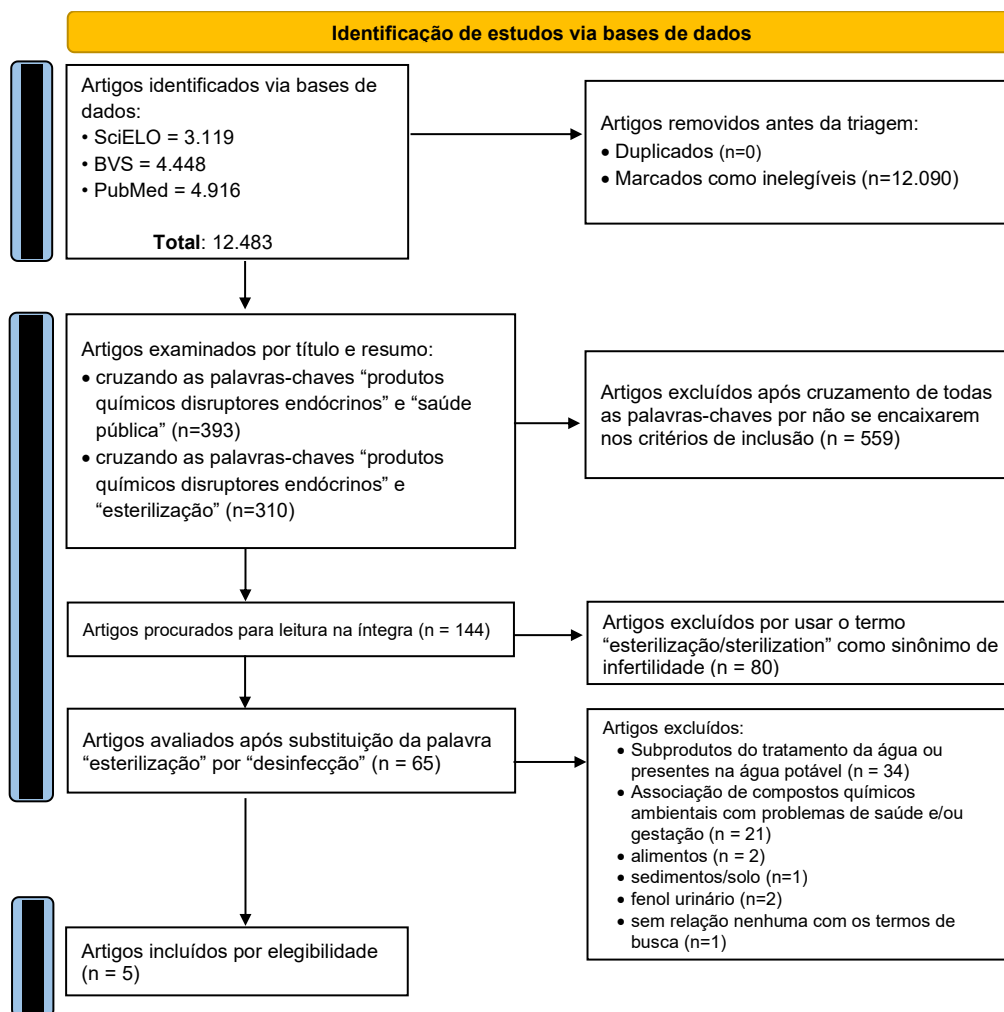 Identificação de estudos via bases de dados
Artigos identificados via bases de
dados:
• SciELO = 3.119
• BVS = 4.448
• PubMed = 4.916
Total: 12.483
Artigos removidos antes da triagem:
• Duplicados (n=0)
• Marcados como inelegíveis (n=12.090)
Artigos examinados por título e resumo:
• cruzando as palavras-chaves “produtos
químicos disruptores endócrinos” e “saúde
pública” (n=393)
• cruzando as palavras-chaves “produtos
químicos disruptores endócrinos” e
“esterilização” (n=310)
Artigos excluídos após cruzamento de todas
as palavras-chaves por não se encaixarem
nos critérios de inclusão (n = 559)
Artigos procurados para leitura na íntegra (n = 144)
Artigos excluídos por usar o termo
“esterilização/sterilization” como sinônimo de
infertilidade (n = 80)
Artigos avaliados após substituição da palavra
“esterilização” por “desinfecção” (n = 65)
Artigos excluídos:
• Subprodutos do tratamento da água ou
presentes na água potável (n = 34)
• Associação de compostos químicos
ambientais com problemas de saúde e/ou
gestação (n = 21)
• alimentos (n = 2)
• sedimentos/solo (n=1)
• fenol urinário (n=2)
• sem relação nenhuma com os termos de
busca (n=1)
Artigos incluídos por elegibilidade
(n = 5)